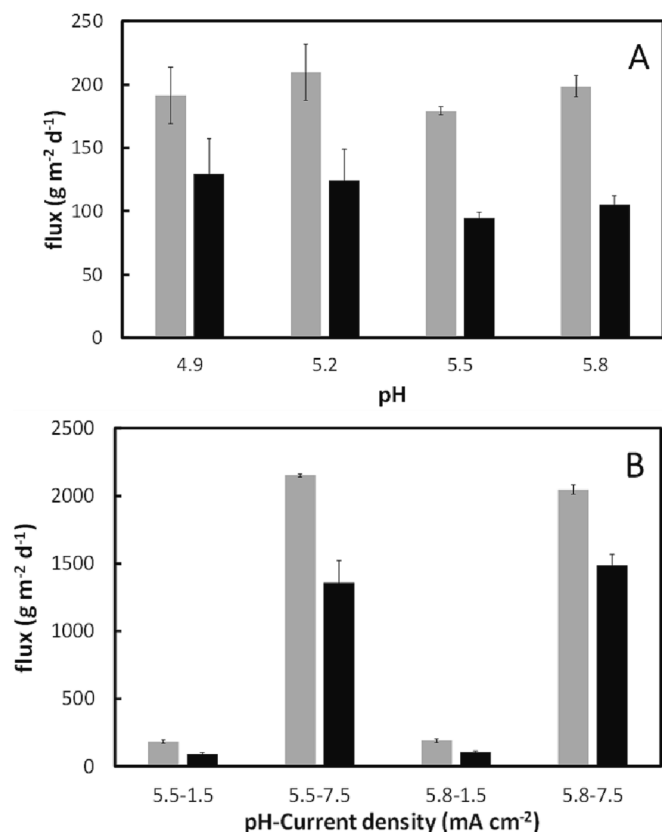 A
250
200
150
100
50
0
flux (g m⁻² d⁻¹)
4.9 5.2 5.5 5.8
pH
B
2500
2000
1500
1000
500
0
flux (g m⁻² d⁻¹)
5.5-1.5 5.5-7.5 5.8-1.5 5.8-7.5
pH-Current density (mA cm⁻²)